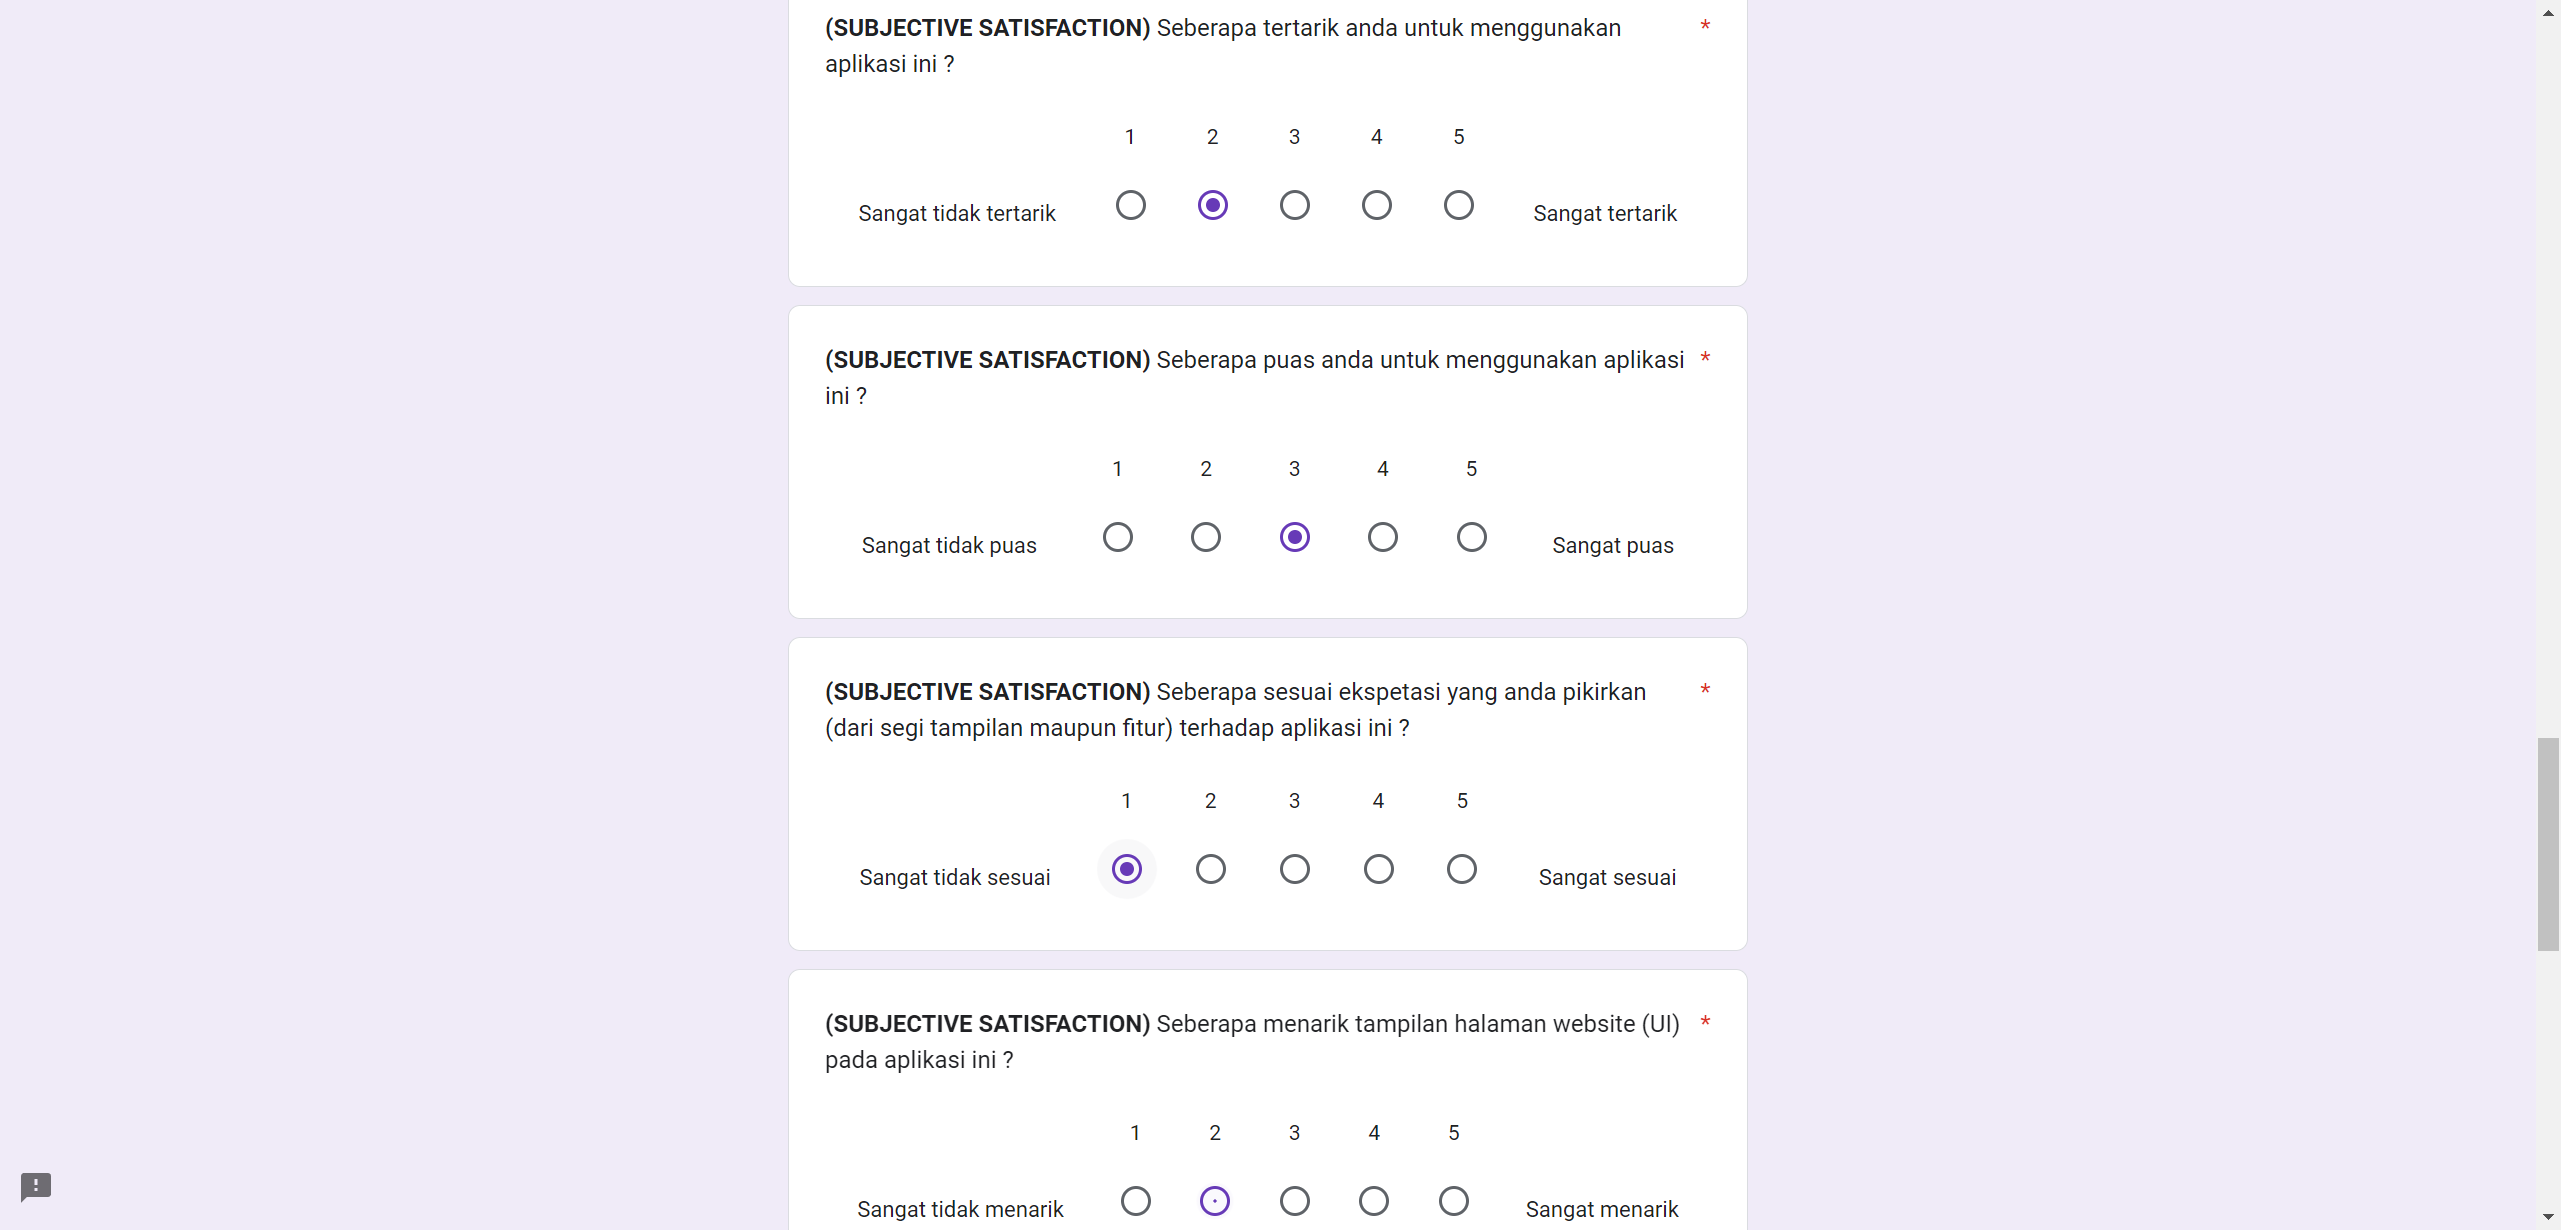 (SUBJECTIVE SATISFACTION) Seberapa tertarik anda untuk menggunakan *
aplikasi ini ?
1 2 3 4 5
Sangat tidak tertarik Sangat tertarik
(SUBJECTIVE SATISFACTION) Seberapa puas anda untuk menggunakan aplikasi *
ini ?
1 2 3 4 5
Sangat tidak puas Sangat puas
(SUBJECTIVE SATISFACTION) Seberapa sesuai ekspetasi yang anda pikirkan *
(dari segi tampilan maupun fitur) terhadap aplikasi ini ?
1 2 3 4 5
Sangat tidak sesuai Sangat sesuai
(SUBJECTIVE SATISFACTION) Seberapa menarik tampilan halaman website (UI) *
pada aplikasi ini ?
1 2 3 4 5
Sangat tidak menarik Sangat menarik